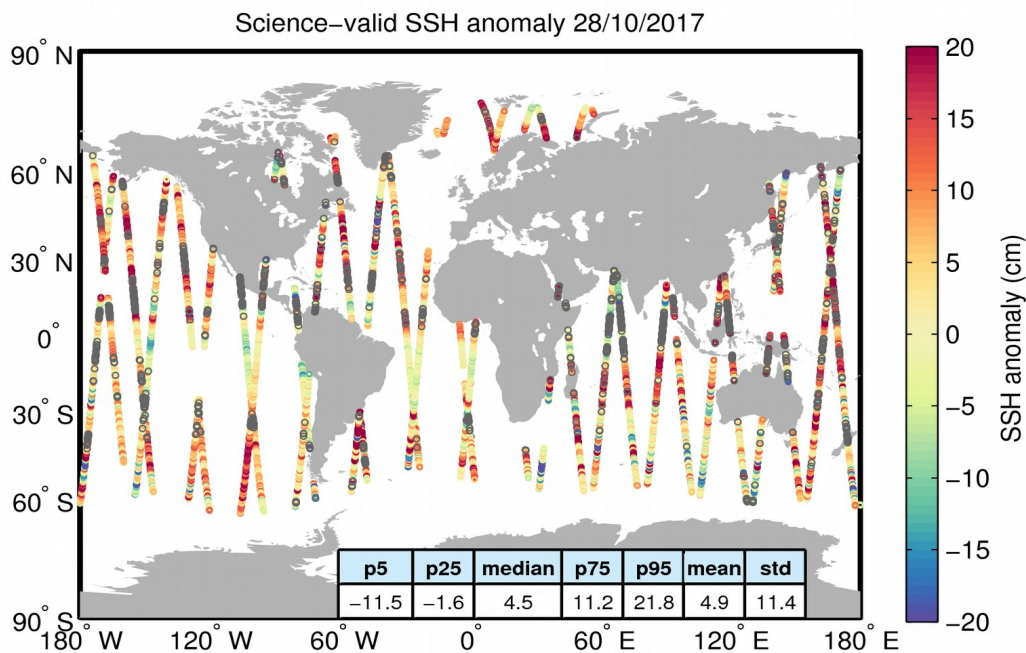 Science−valid SSH anomaly 28/10/2017
90° N
60° N
30° N
0°
30° S
60° S
90° S
180° W
120° W
60° W
0°
60° E
120° E
180° E
p5 p25 median p75 p95 mean std
−11.5 −1.6 4.5 11.2 21.8 4.9 11.4
20
15
10
5
0
−5
−10
−15
−20
SSH anomaly (cm)